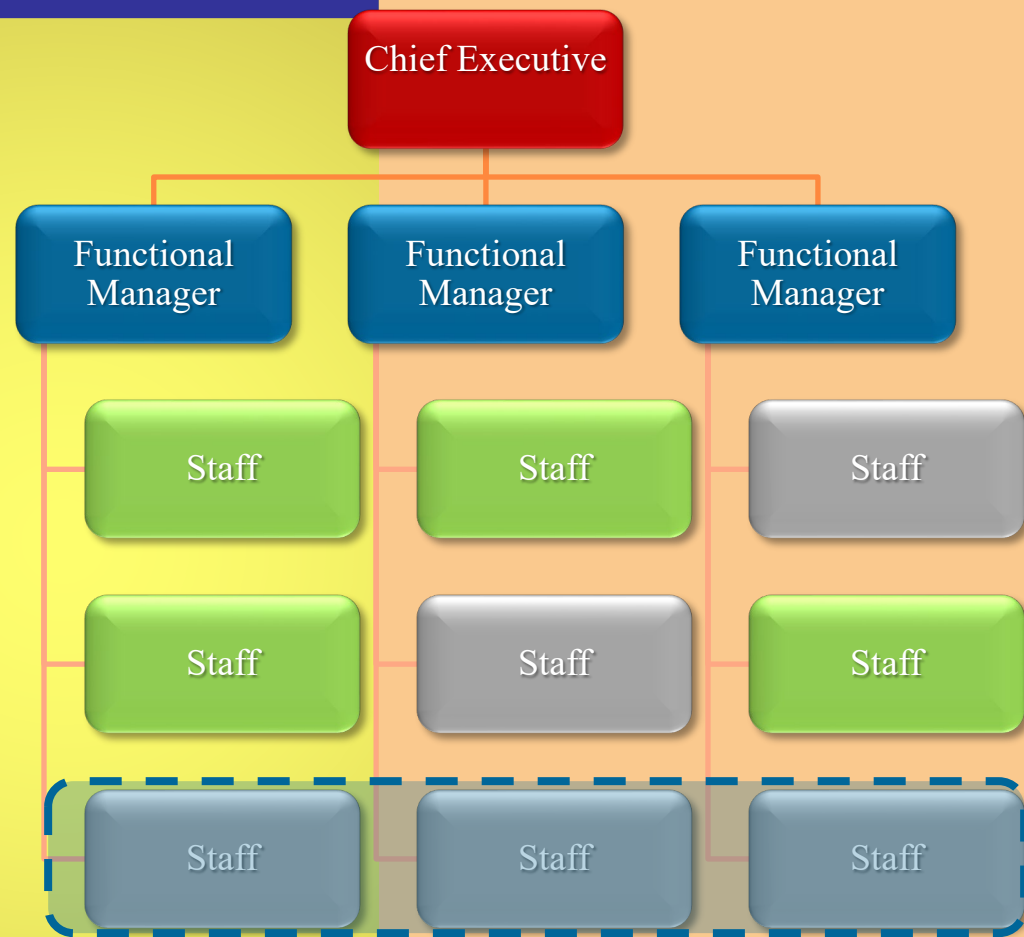 Chief Executive
Functional
Manager
Functional
Manager
Functional
Manager
Staff
Staff
Staff
Staff
Staff
Staff
Staff
Staff
Staff